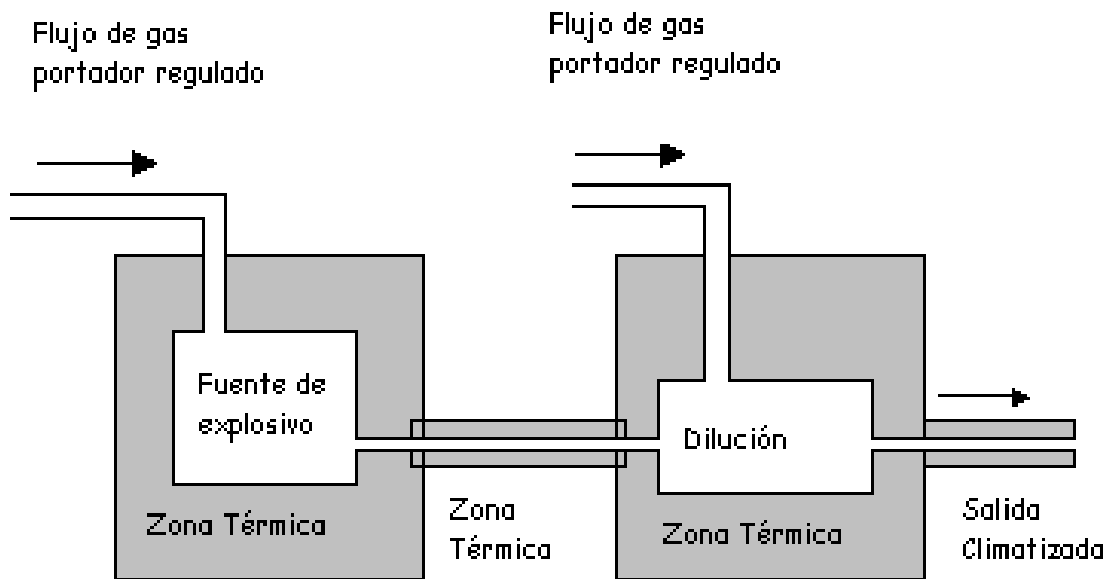 Flujo de gas
portador regulado
Flujo de gas
portador regulado
Fuente de
explosivo
Dilución
Zona Térmica
Zona
Térmica
Zona Térmica
Salida
Climatizada